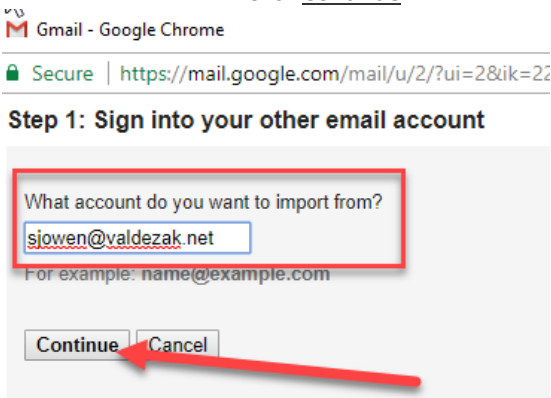 Gmail - Google Chrome
Secure | https://mail.google.com/mail/u/2/?ui=2&ik=22
Step 1: Sign into your other email account
What account do you want to import from?
sjowen@valdezak.net
For example: name@example.com
Continue Cancel